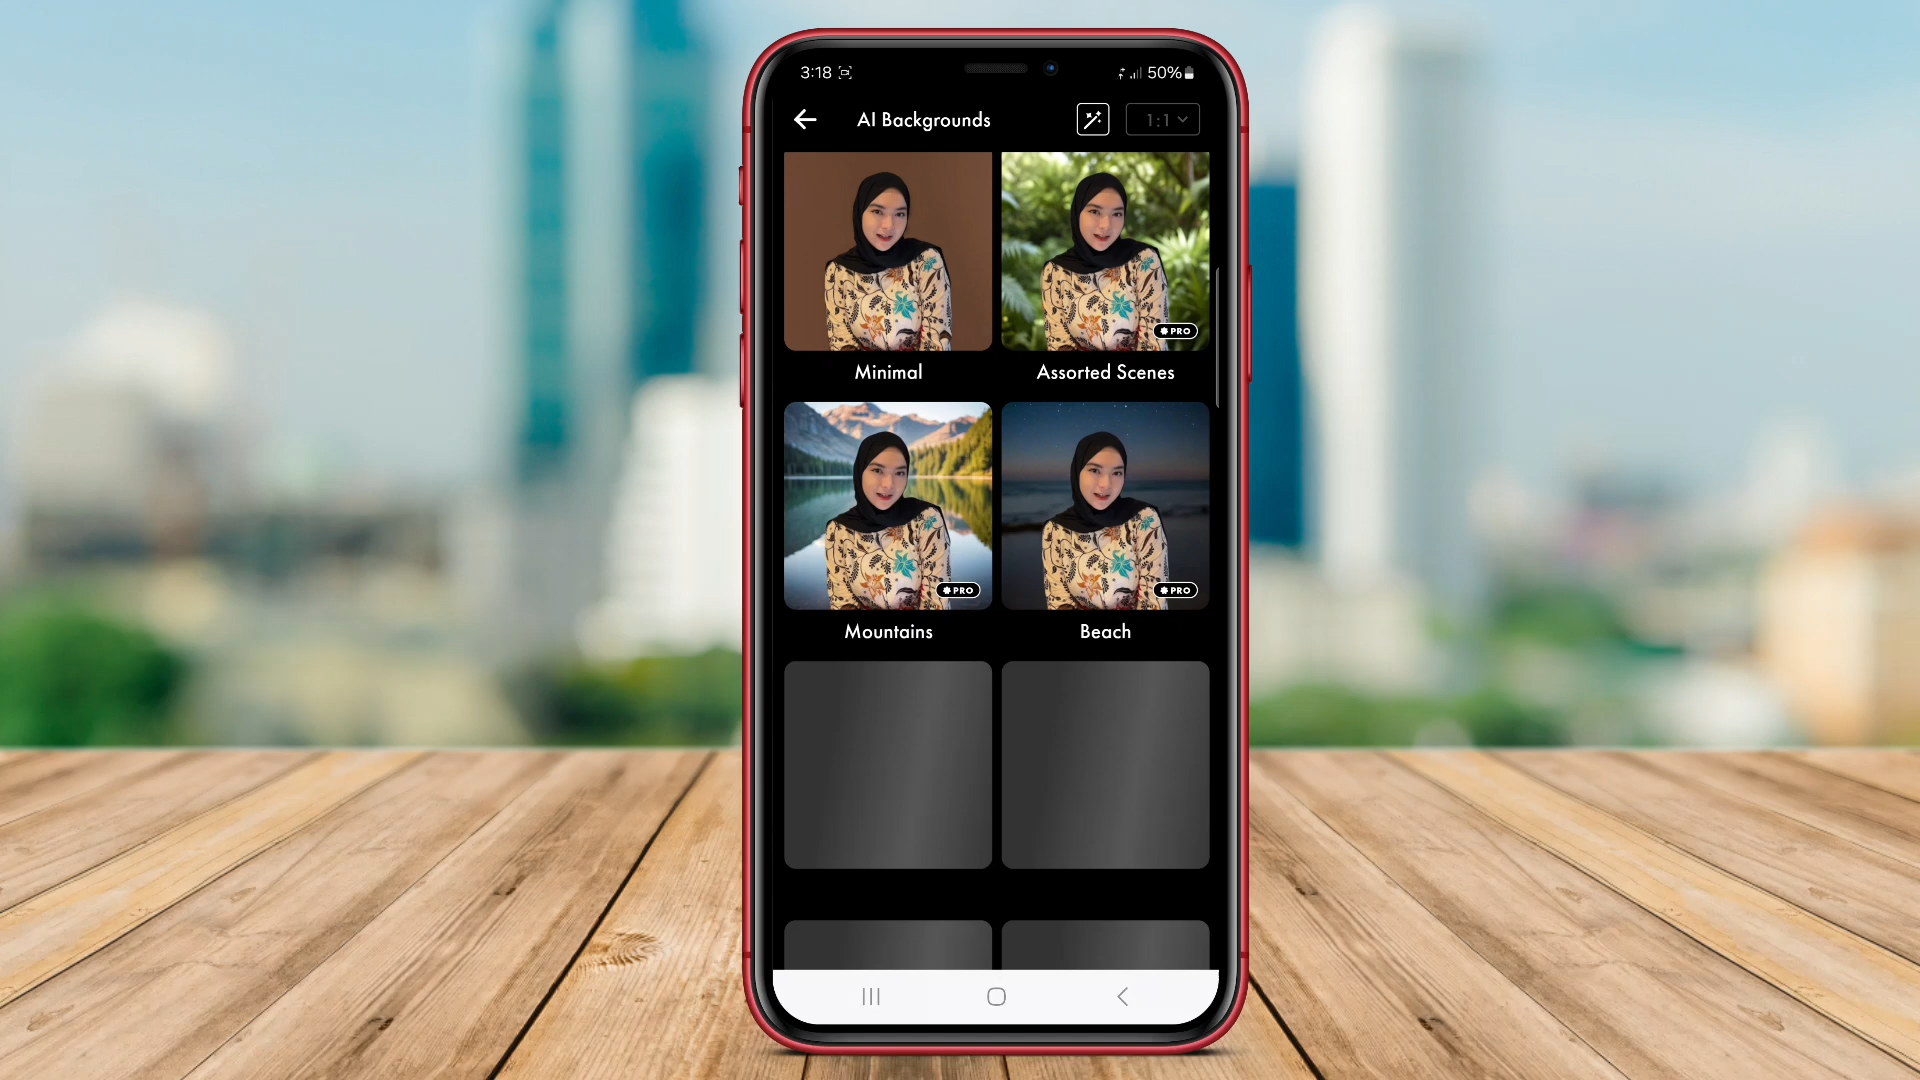 3:18 50%
AI Backgrounds 1:1
PRO
Minimal Assorted Scenes
PRO PRO
Mountains Beach